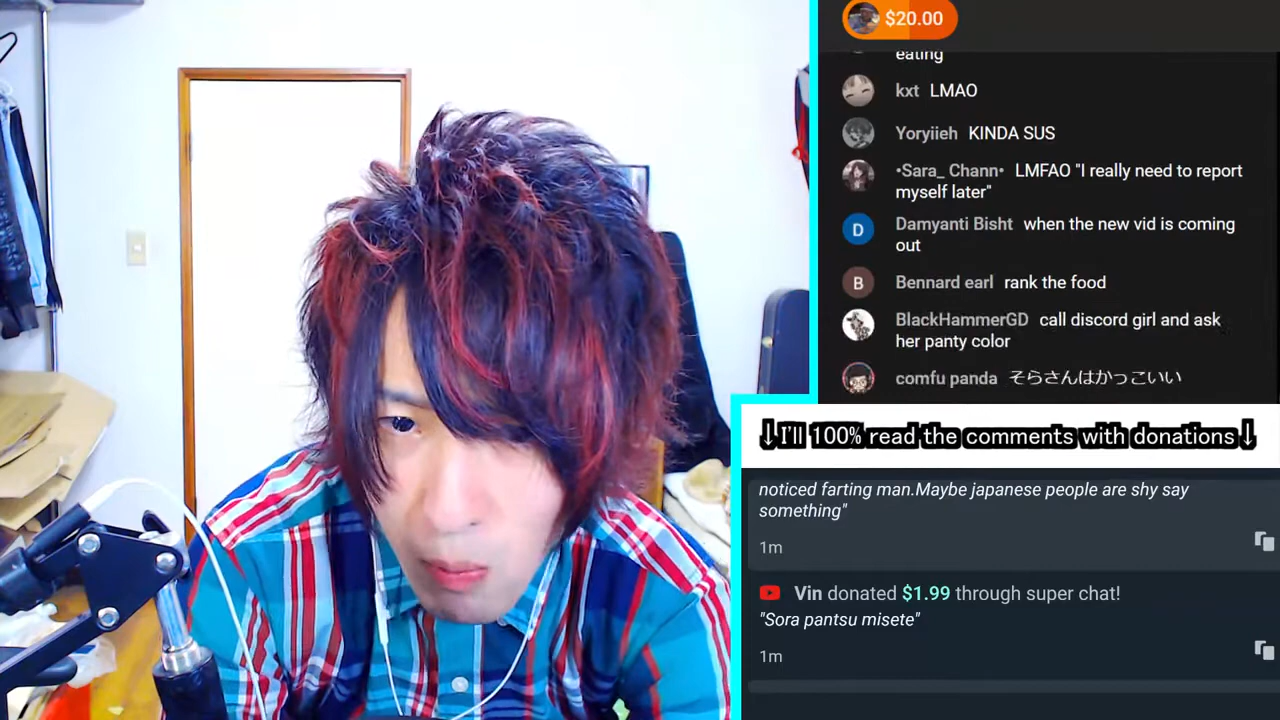 $20.00
eating
kxt LMAO
Yoryiieh KINDA SUS
•Sara_ Chann• LMFAO "I really need to report
myself later"
D Damyanti Bisht when the new vid is coming
out
B Bennard earl rank the food
BlackHammerGD call discord girl and ask
her panty color
comfu panda そらさんはかっこいい
↓I'll 100% read the comments with donations↓
noticed farting man.Maybe japanese people are shy say
something"
1m
Vin donated $1.99 through super chat!
"Sora pantsu misete"
1m